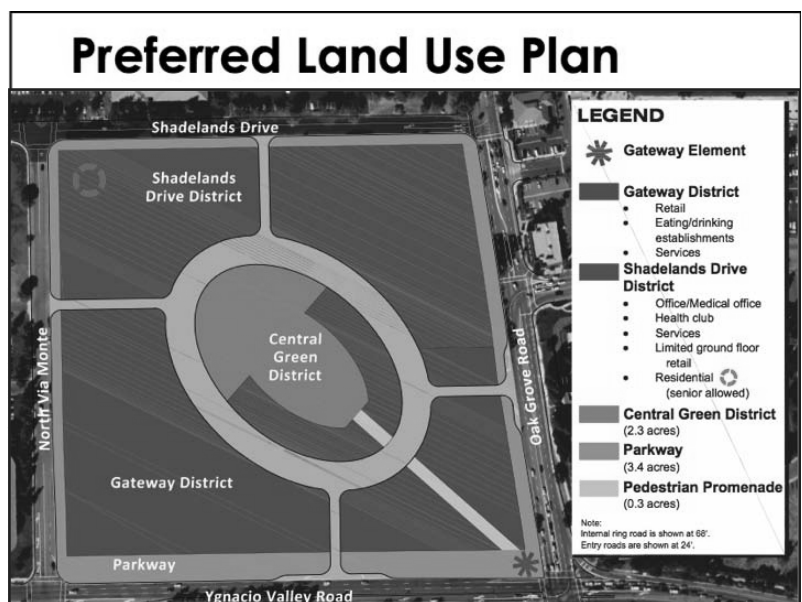 Preferred Land Use Plan
Shadelands Drive
Shadelands
Drive District
Central
Green
District
North Via Monte
Oak Grove Road
Gateway District
Parkway
Ygnacio Valley Road
LEGEND
Gateway Element
Gateway District
• Retail
• Eating/drinking
establishments
• Services
Shadelands Drive
District
• Office/Medical office
• Health club
• Services
• Limited ground floor
retail
• Residential
(senior allowed)
Central Green District
(2.3 acres)
Parkway
(3.4 acres)
Pedestrian Promenade
(0.3 acres)
Note:
Internal ring road is shown at 68'.
Entry roads are shown at 24'.